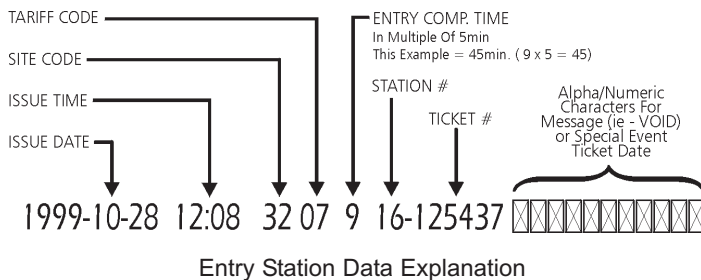 TARIFF CODE
ENTRY COMP. TIME
In Multiple Of 5min
This Example = 45min. ( 9 x 5 = 45)
SITE CODE
STATION #
ISSUE TIME
TICKET #
ISSUE DATE
Alpha/Numeric
Characters For
Message (ie - VOID)
or Special Event
Ticket Date
1999-10-28 12:08 32 07 9 16-125437
Entry Station Data Explanation